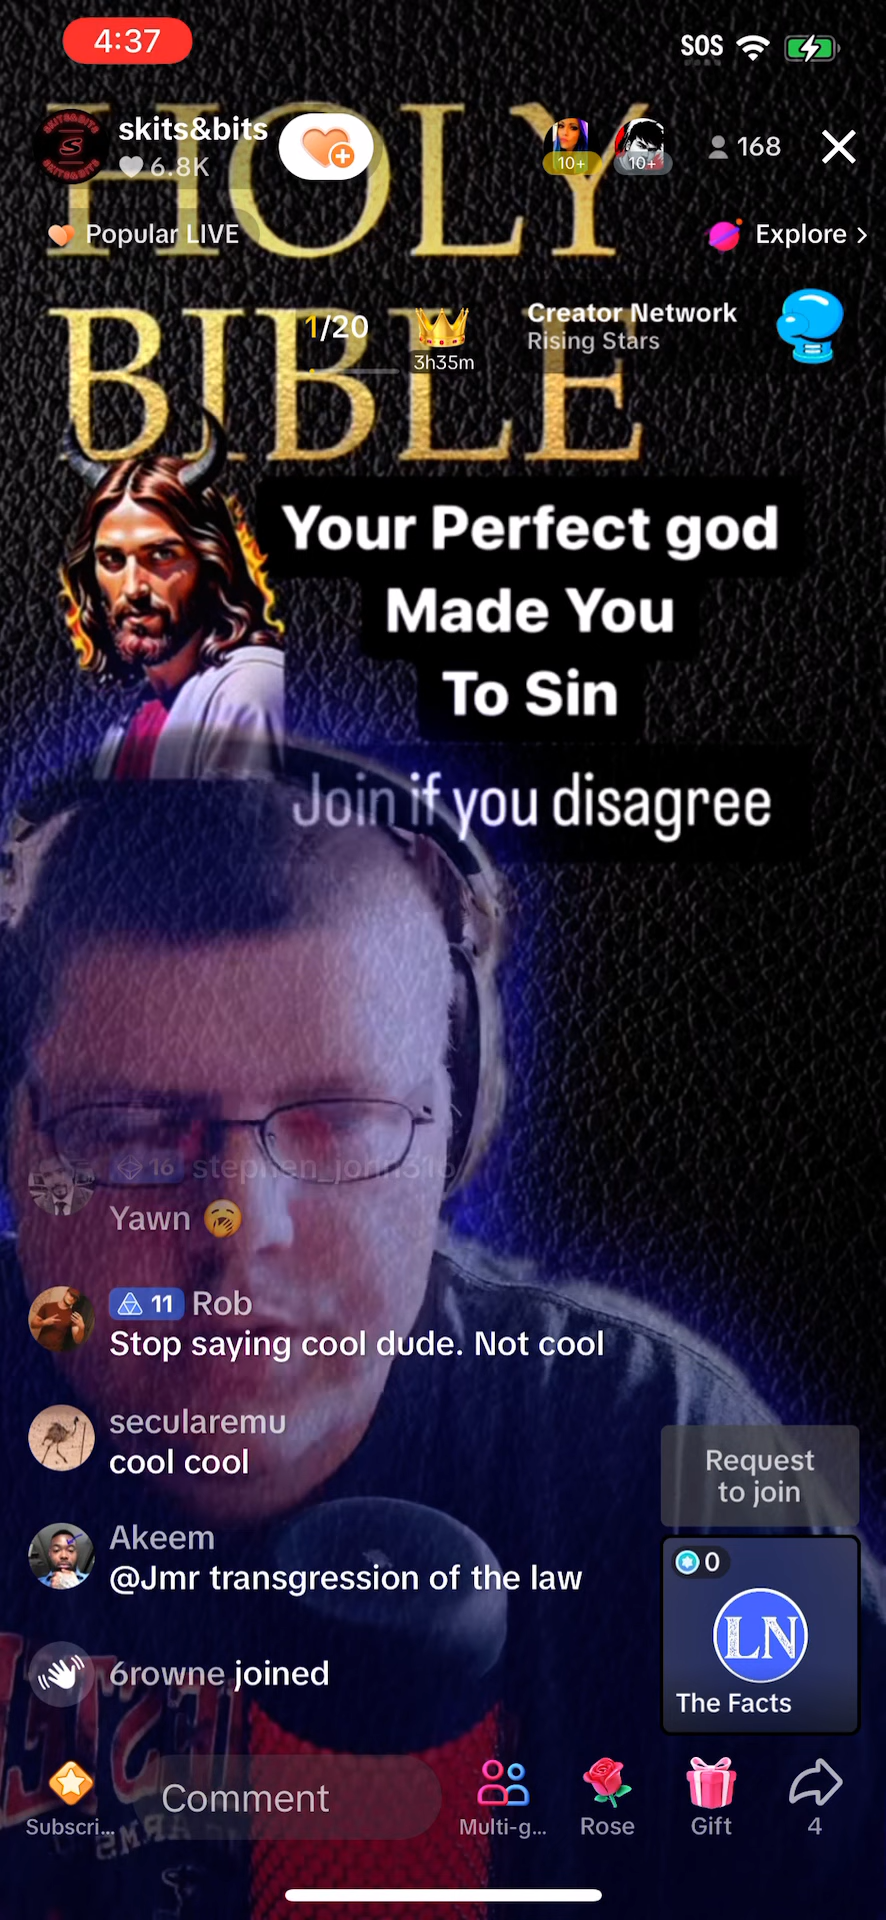 4:37
SOS
HOLY
BIBLE
skits&bits
6.8K
10+
10+
168
Popular LIVE
Explore >
1/20
3h35m
Creator Network
Rising Stars
Your Perfect god
Made You
To Sin
Join if you disagree
16 stephen_john316
Yawn 🥱
11 Rob
Stop saying cool dude. Not cool
secularemu
cool cool
Akeem
@Jmr transgression of the law
6rowne joined
Request
to join
0
LN
The Facts
Subscri...
Comment
Multi-g...
Rose
Gift
4